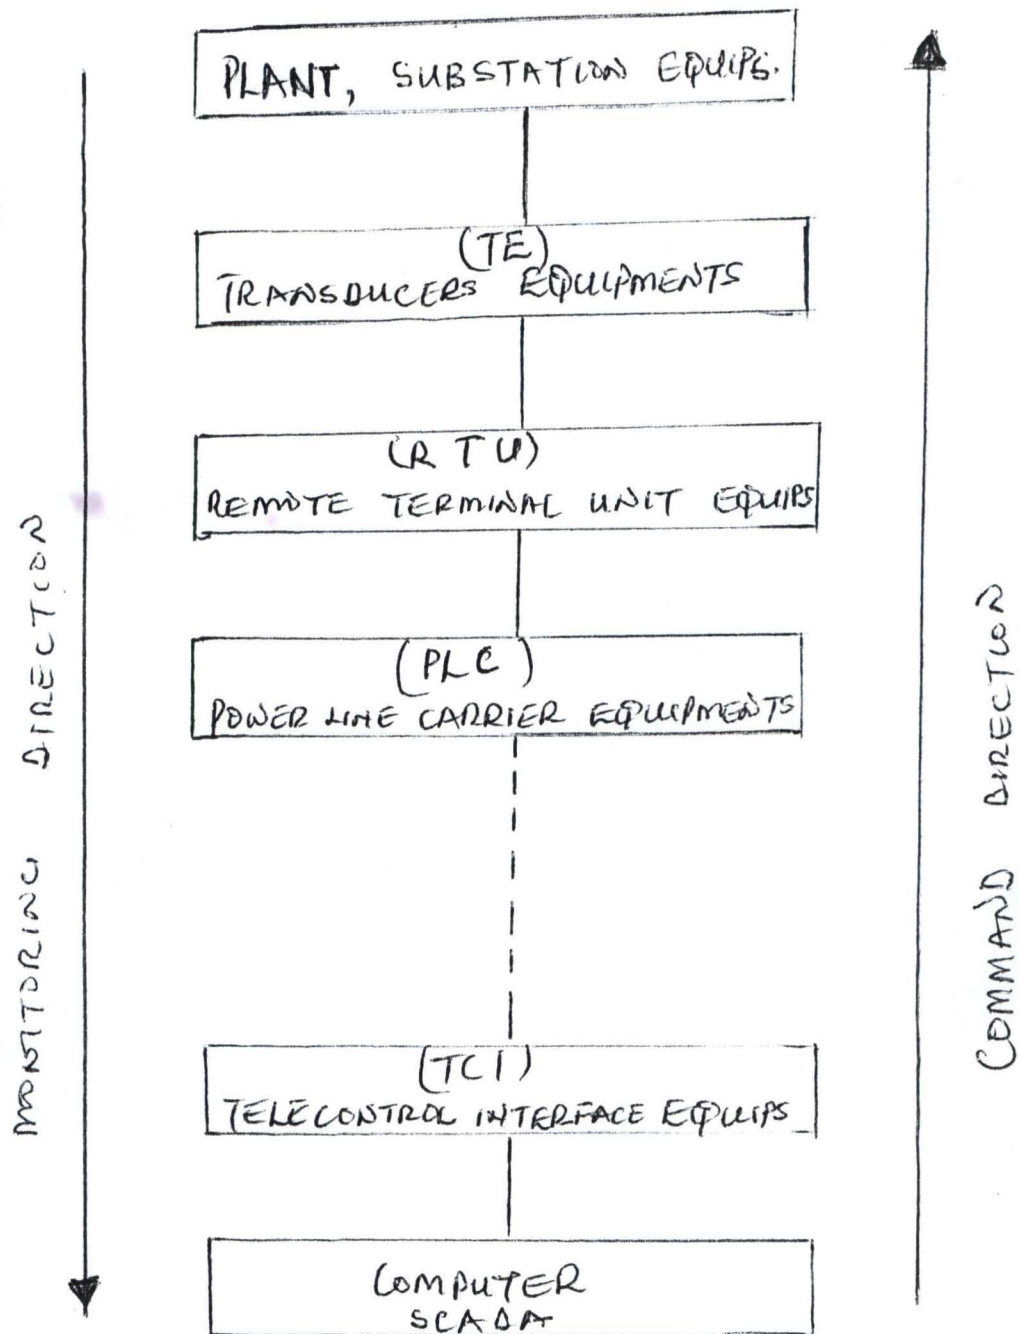 PLANT, SUBSTATION EQUIPS.
(TE)
TRANSDUCERS EQUIPMENTS
(RTU)
REMOTE TERMINAL UNIT EQUIPS
(PLC)
POWER LINE CARRIER EQUIPMENTS
(TCI)
TELECONTROL INTERFACE EQUIPS
COMPUTER
SCADA
MONITORING DIRECTION
COMMAND DIRECTION